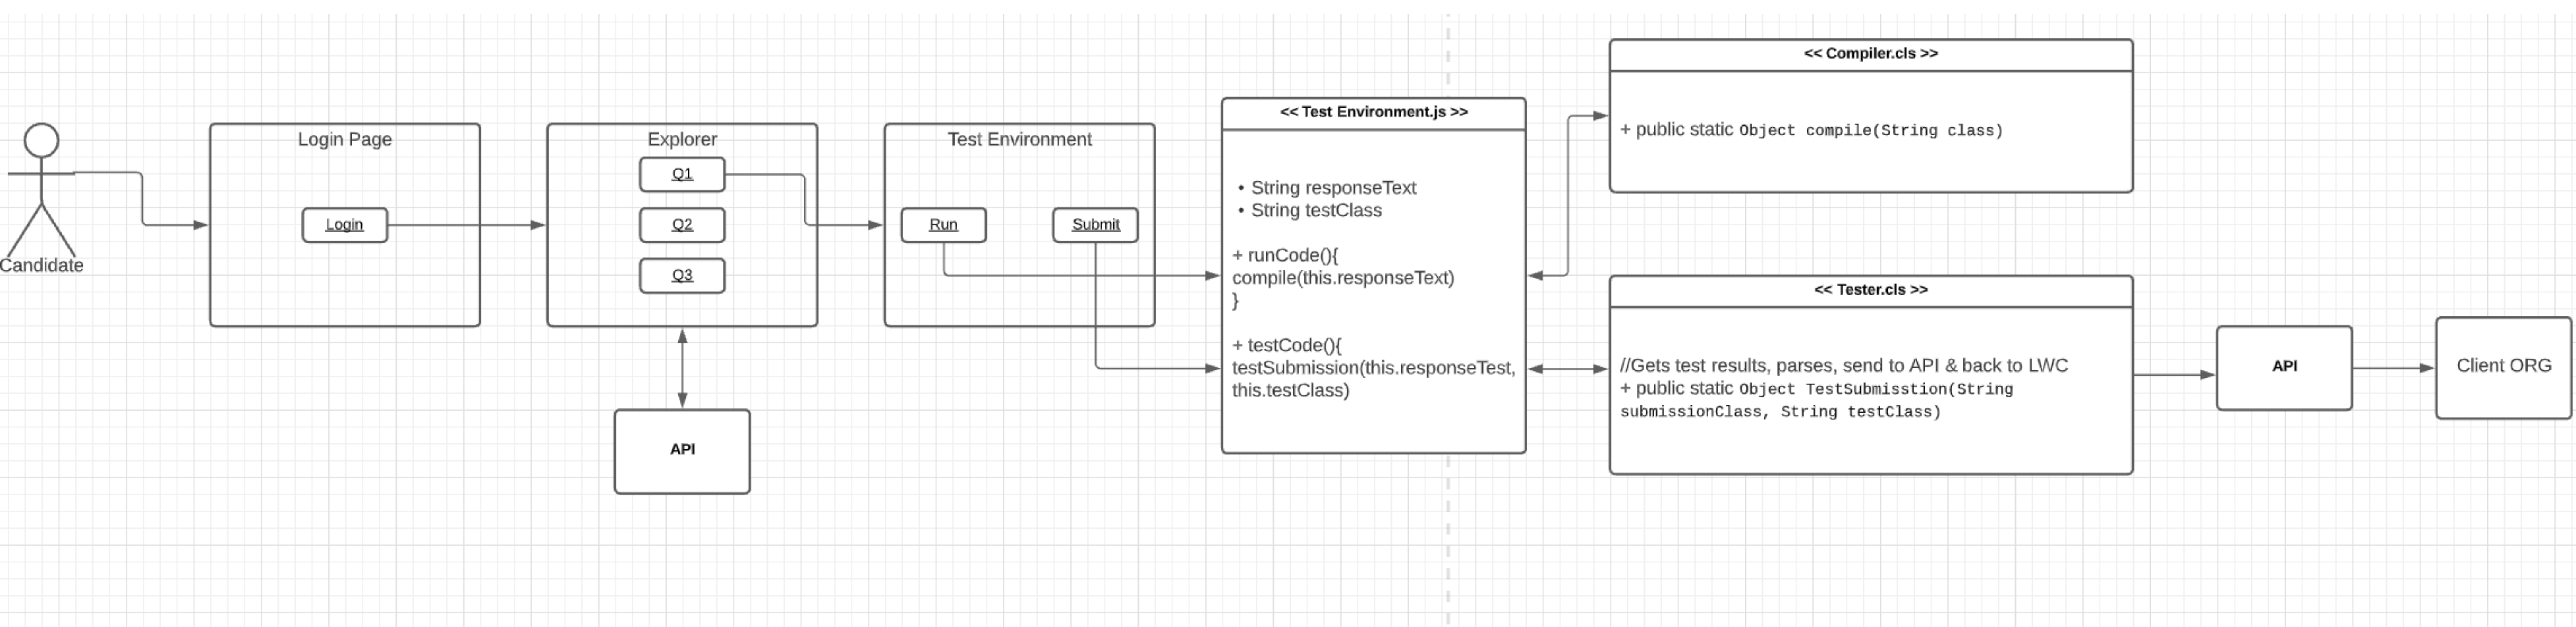 Candidate
Login Page
Login
Explorer
Q1
Q2
Q3
API
Test Environment
Run
Submit
<< Test Environment.js >>
• String responseText
• String testClass
+ runCode(){
compile(this.responseText)
}
+ testCode(){
testSubmission(this.responseTest,
this.testClass)
<< Compiler.cls >>
+ public static Object compile(String class)
<< Tester.cls >>
//Gets test results, parses, send to API & back to LWC
+ public static Object TestSubmisstion(String
submissionClass, String testClass)
API
Client ORG